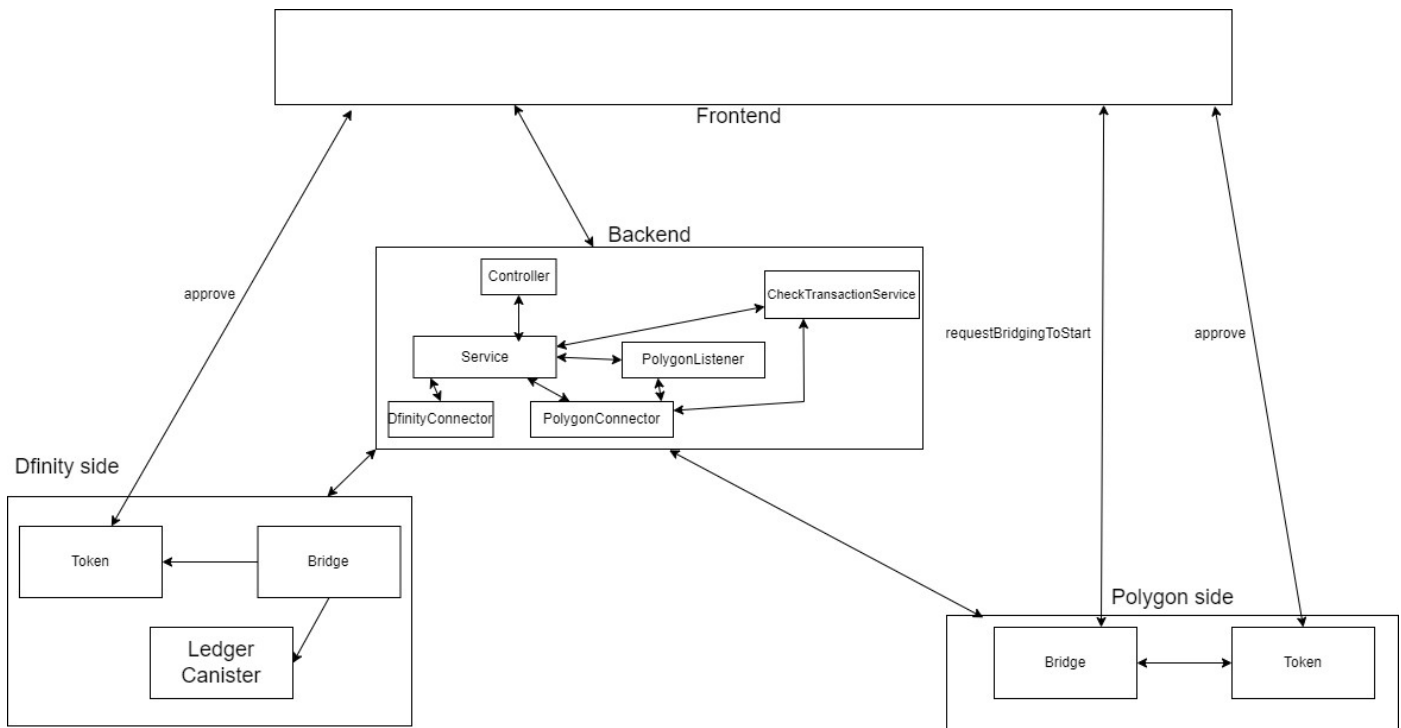 Frontend
Backend
Controller
CheckTransactionService
approve
requestBridgingToStart
approve
Service
PolygonListener
DfinityConnector
PolygonConnector
Dfinity side
Token
Bridge
Ledger
Canister
Polygon side
Bridge
Token